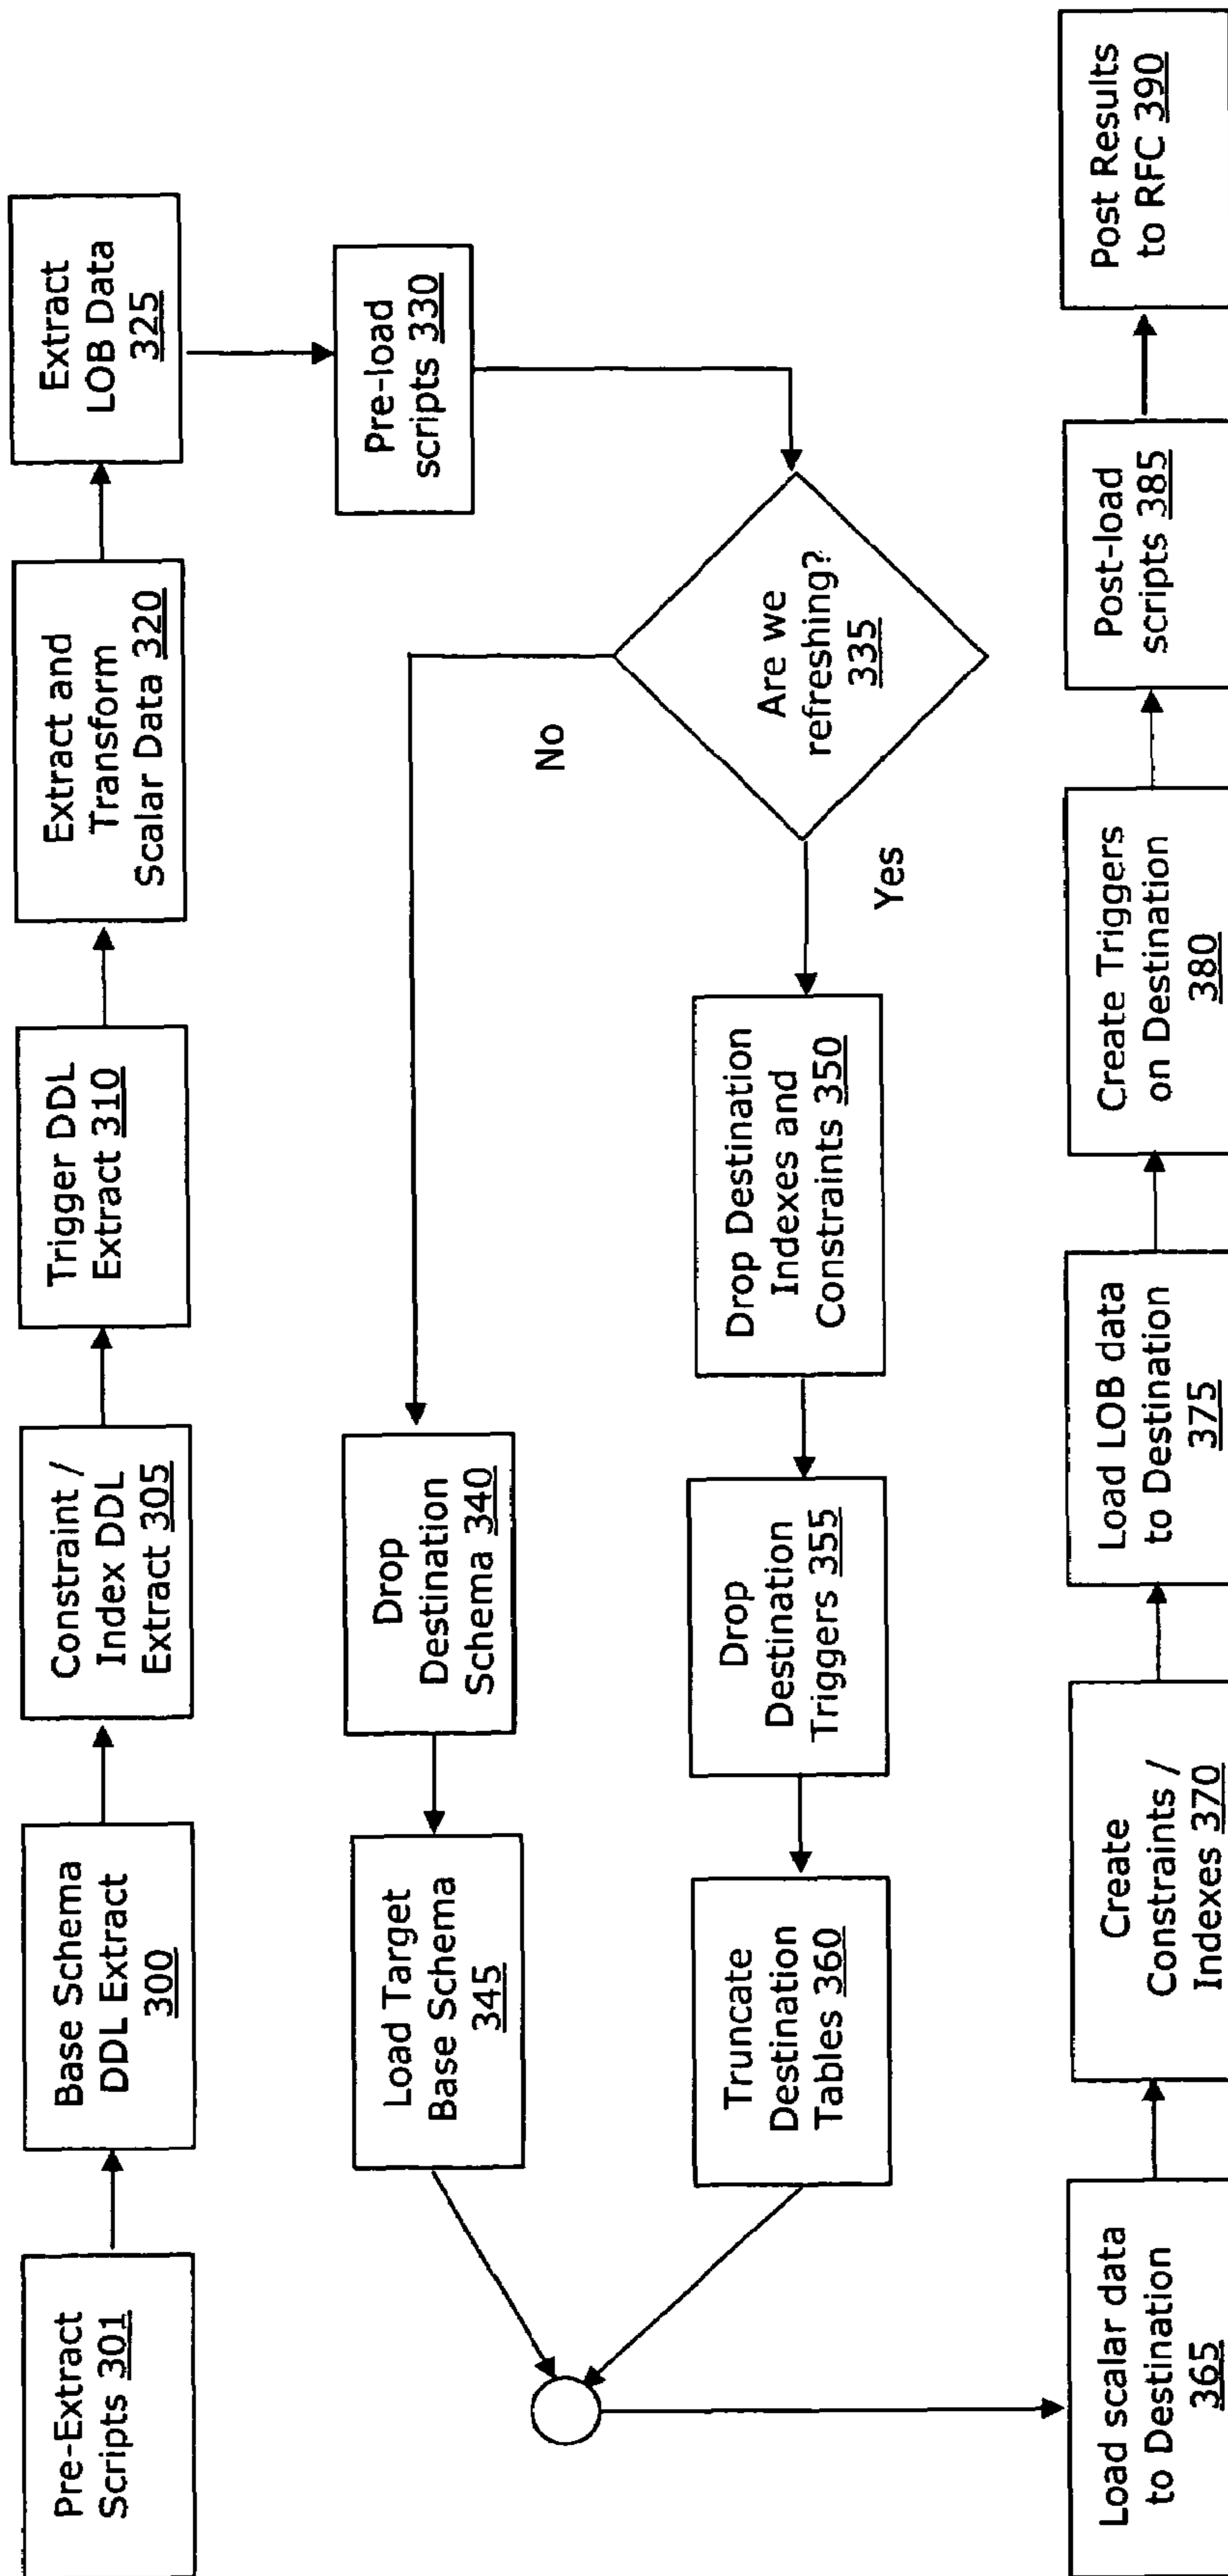 Pre-Extract
Scripts 301
Base Schema
DDL Extract
300
Constraint /
Index DDL
Extract 305
Trigger DDL
Extract 310
Extract and
Transform
Scalar Data 320
Extract
LOB Data
325
Pre-load
scripts 330
Are we
refreshing?
335
No
Yes
Drop
Destination
Schema 340
Load Target
Base Schema
345
Drop Destination
Indexes and
Constraints 350
Drop
Destination
Triggers 355
Truncate
Destination
Tables 360
Load scalar data
to Destination
365
Create
Constraints /
Indexes 370
Load LOB data
to Destination
375
Create Triggers
on Destination
380
Post-load
scripts 385
Post Results
to RFC 390